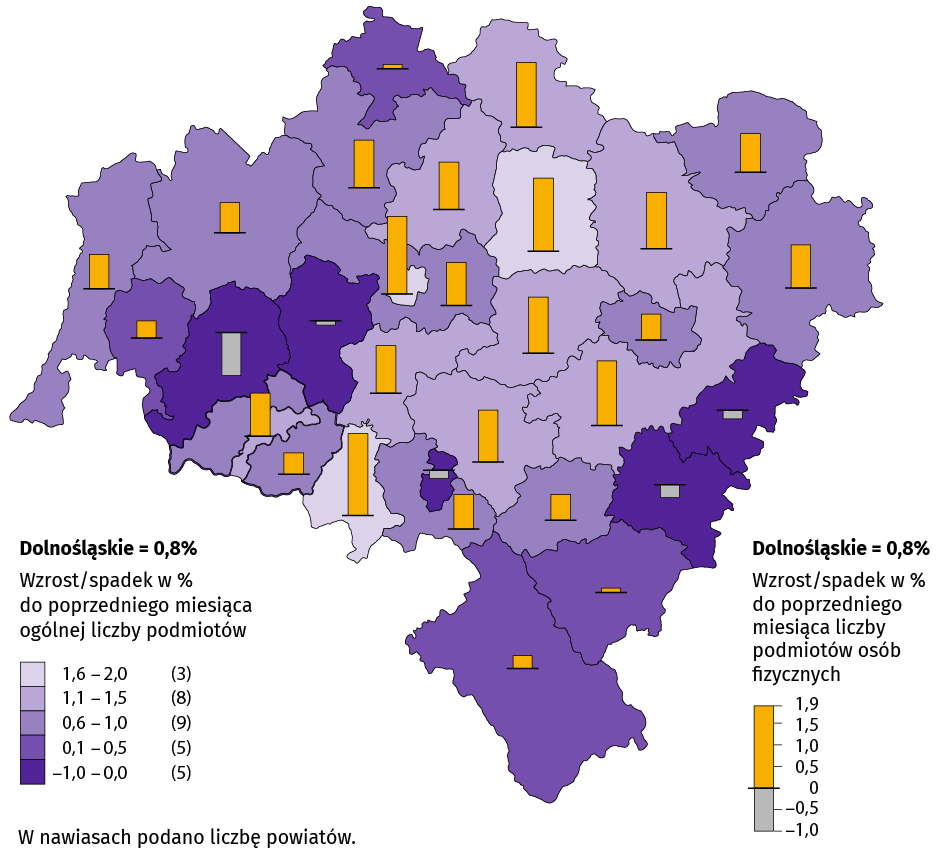 Dolnośląskie = 0,8%
Wzrost/spadek w %
do poprzedniego miesiąca
ogólnej liczby podmiotów
1,6 – 2,0 (3)
1,1 – 1,5 (8)
0,6 – 1,0 (9)
0,1 – 0,5 (5)
–1,0 – 0,0 (5)
W nawiasach podano liczbę powiatów.
Dolnośląskie = 0,8%
Wzrost/spadek w %
do poprzedniego
miesiąca liczby
podmiotów osób
fizycznych
1,9
1,5
1,0
0,5
0
–0,5
–1,0